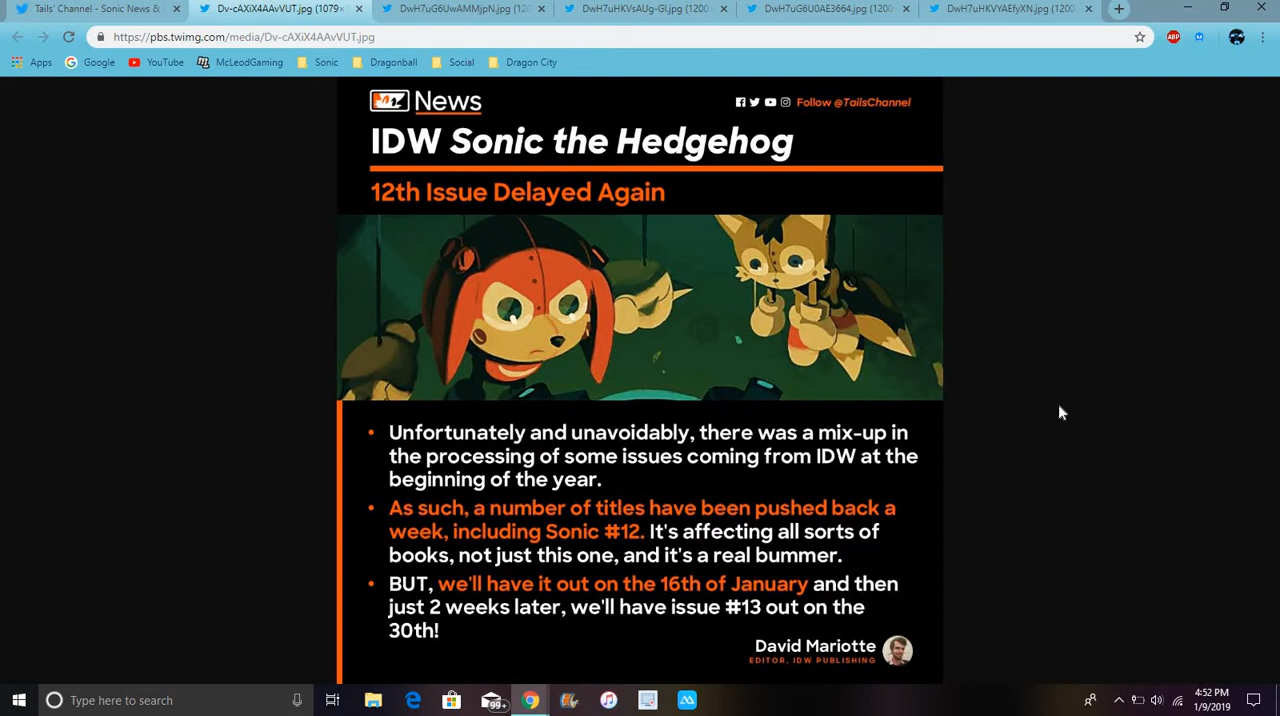 Tails' Channel - Sonic News &
Dv-cAXiX4AAvVUT.jpg (1079×
DwH7uG6UwAMMjpN.jpg (120
DwH7uHKVsAUg-Gl.jpg (1200
DwH7uG6U0AE3664.jpg (1200
DwH7uHKVYAEfyXN.jpg (1200
https://pbs.twimg.com/media/Dv-cAXiX4AAvVUT.jpg
ABP
Apps Google YouTube McLeodGaming Sonic Dragonball Social Dragon City
News
Follow @TailsChannel
IDW Sonic the Hedgehog
12th Issue Delayed Again
• Unfortunately and unavoidably, there was a mix-up in
the processing of some issues coming from IDW at the
beginning of the year.
• As such, a number of titles have been pushed back a
week, including Sonic #12. It's affecting all sorts of
books, not just this one, and it's a real bummer.
• BUT, we'll have it out on the 16th of January and then
just 2 weeks later, we'll have issue #13 out on the
30th!
David Mariotte
EDITOR, IDW PUBLISHING
Type here to search
99+
4:52 PM
1/9/2019